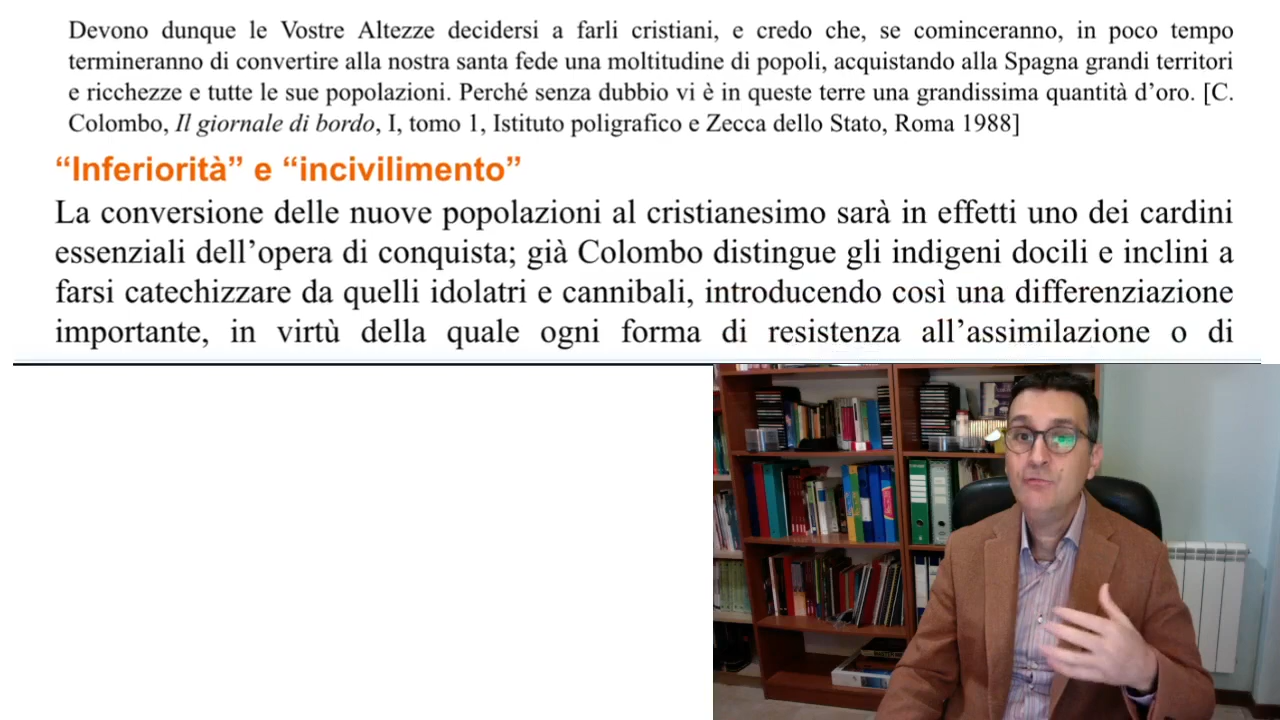 Devono dunque le Vostre Altezze decidersi a farli cristiani, e credo che, se cominceranno, in poco tempo
termineranno di convertire alla nostra santa fede una moltitudine di popoli, acquistando alla Spagna grandi territori
e ricchezze e tutte le sue popolazioni. Perché senza dubbio vi è in queste terre una grandissima quantità d’oro. [C.
Colombo, Il giornale di bordo, I, tomo 1, Istituto poligrafico e Zecca dello Stato, Roma 1988]
“Inferiorità” e “incivilimento”
La conversione delle nuove popolazioni al cristianesimo sarà in effetti uno dei cardini
essenziali dell’opera di conquista; già Colombo distingue gli indigeni docili e inclini a
farsi catechizzare da quelli idolatri e cannibali, introducendo così una differenziazione
importante, in virtù della quale ogni forma di resistenza all’assimilazione o di